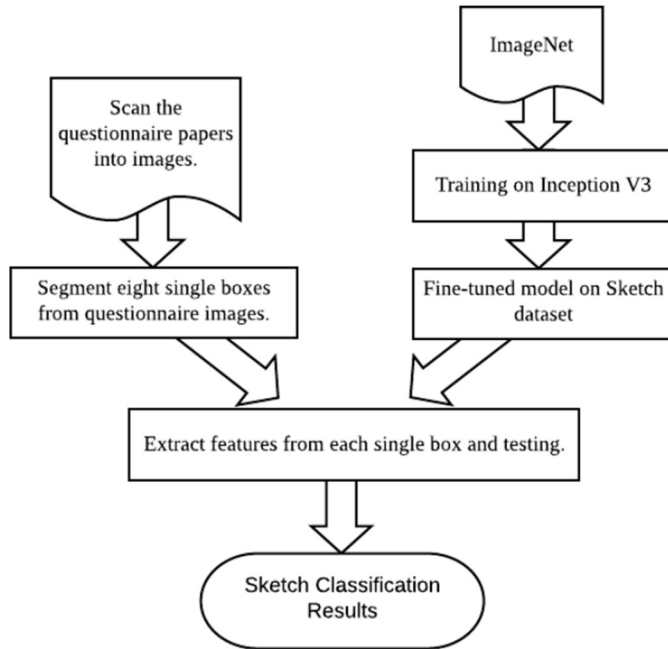 ImageNet
Scan the
questionnaire papers
into images.
Training on Inception V3
Segment eight single boxes
from questionnaire images.
Fine-tuned model on Sketch
dataset
Extract features from each single box and testing.
Sketch Classification
Results